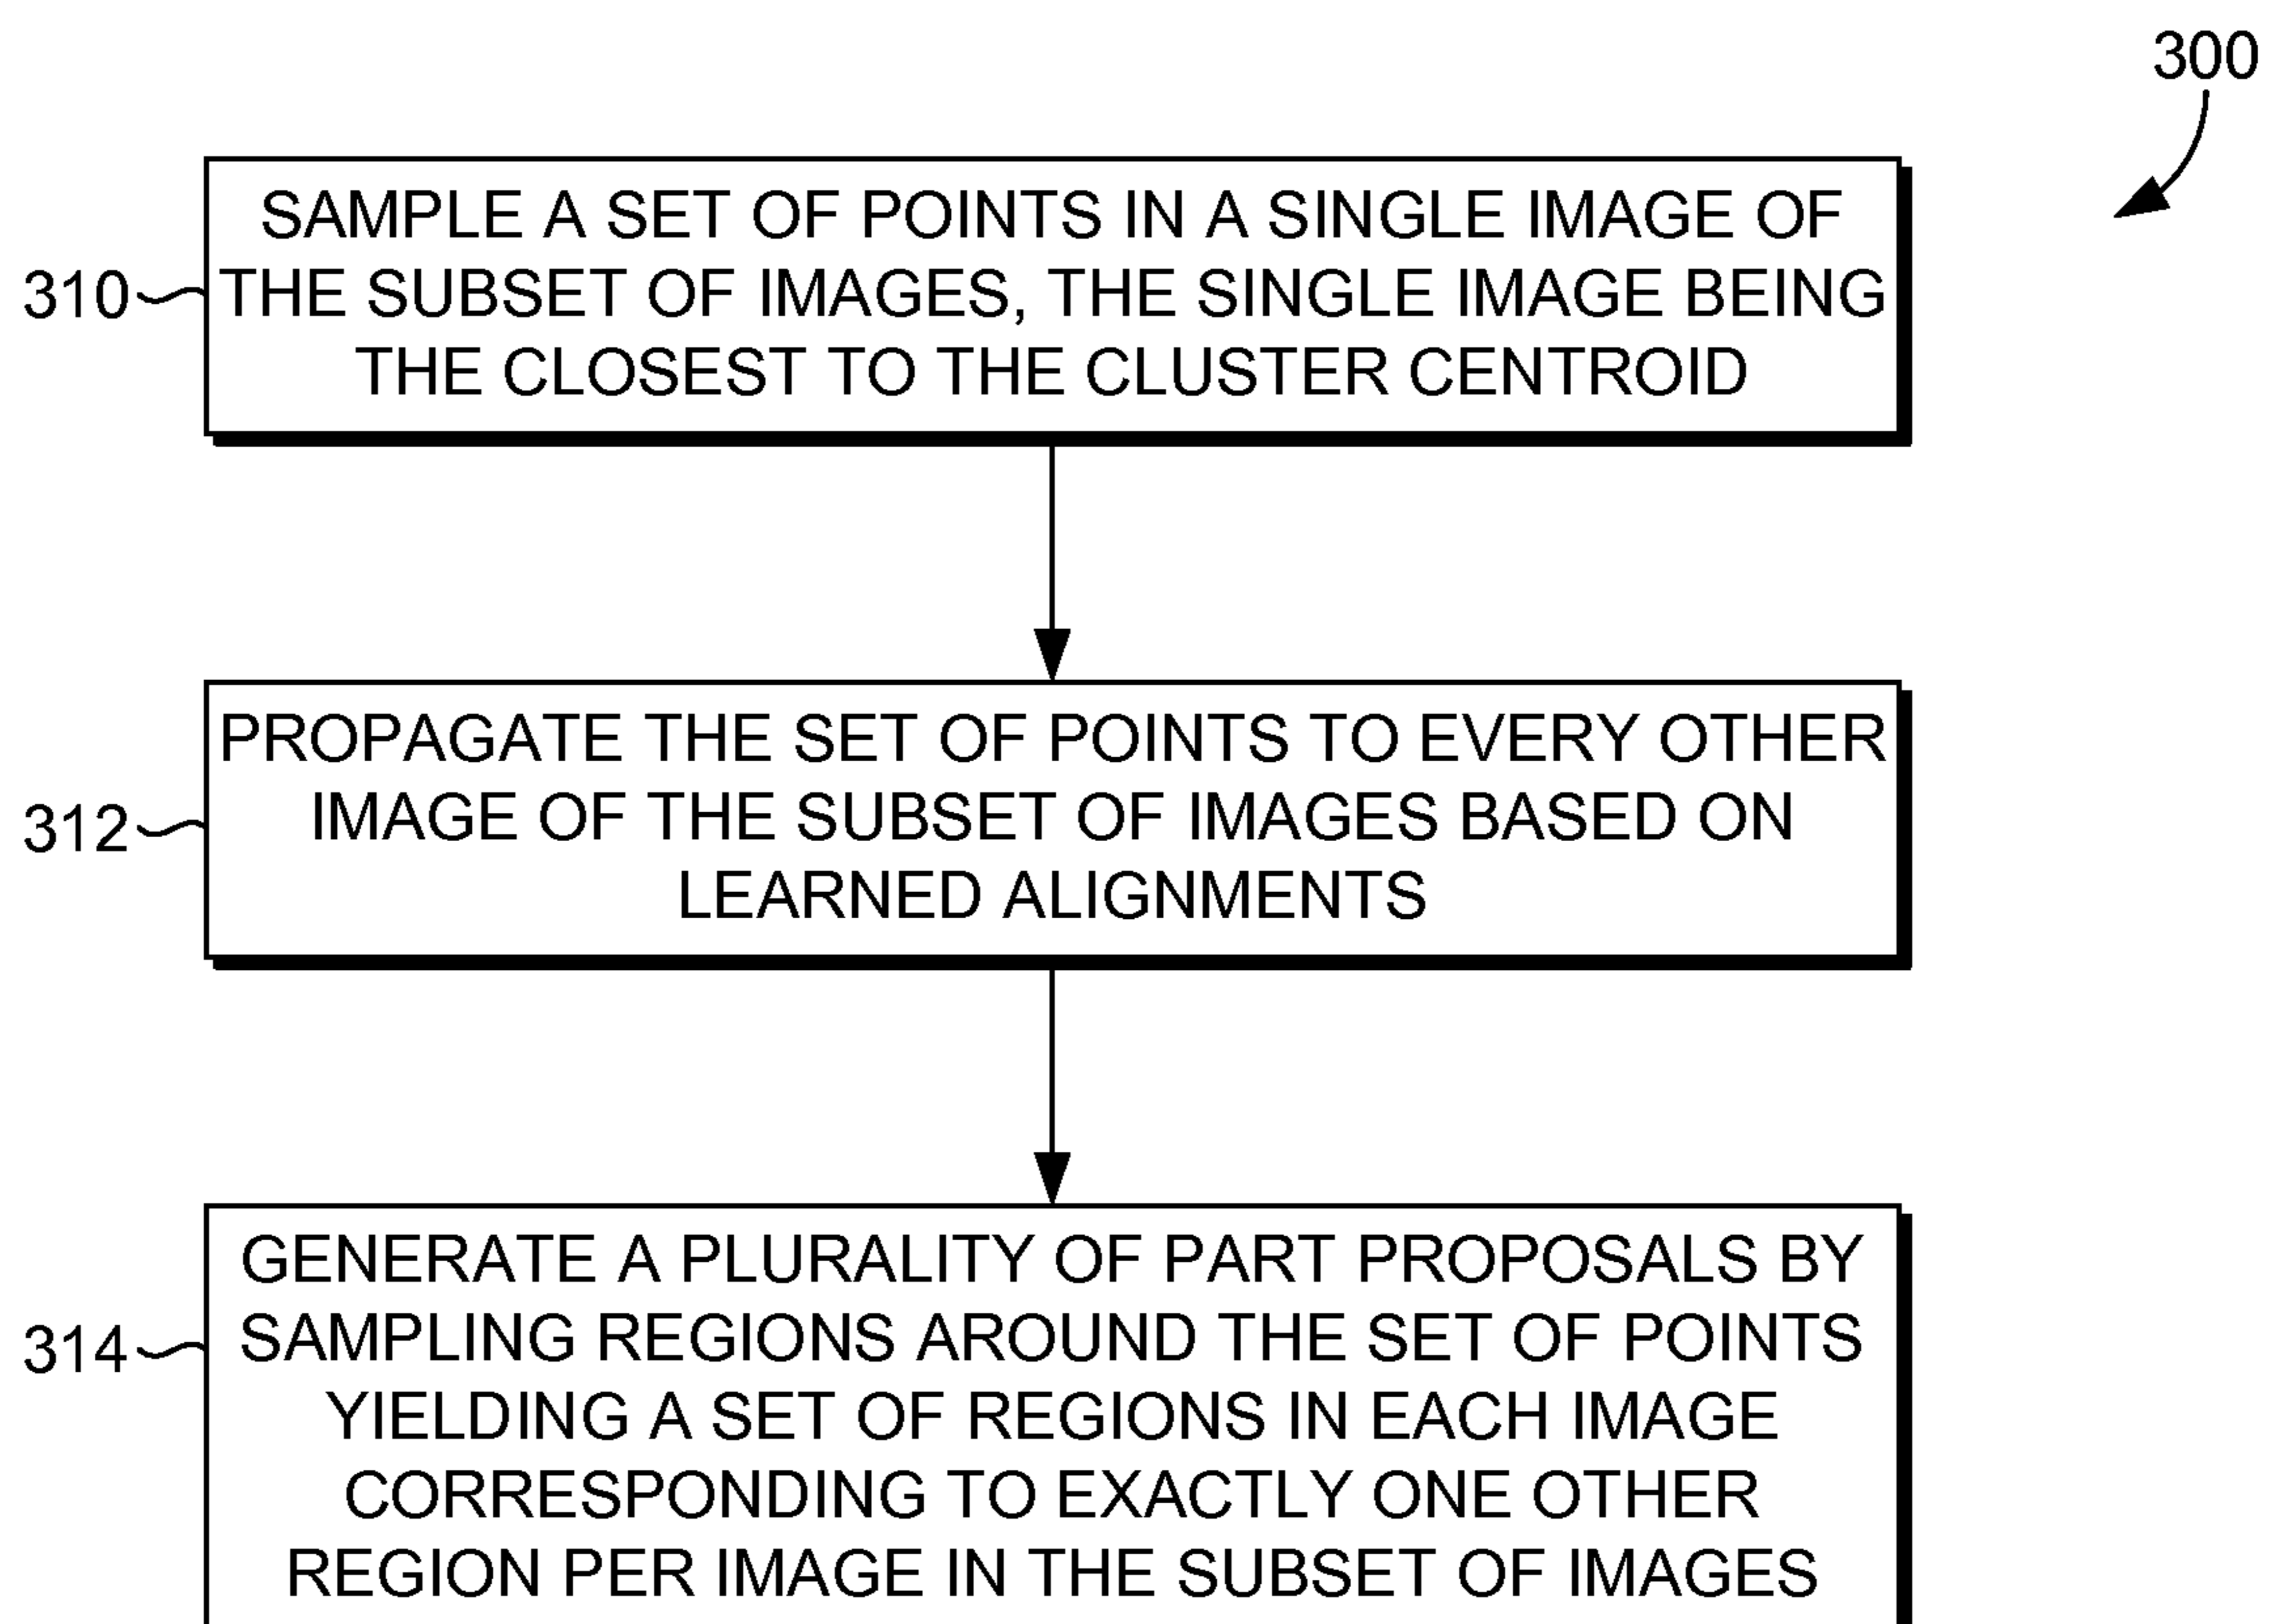 300
310
SAMPLE A SET OF POINTS IN A SINGLE IMAGE OF
THE SUBSET OF IMAGES, THE SINGLE IMAGE BEING
THE CLOSEST TO THE CLUSTER CENTROID
312
PROPAGATE THE SET OF POINTS TO EVERY OTHER
IMAGE OF THE SUBSET OF IMAGES BASED ON
LEARNED ALIGNMENTS
314
GENERATE A PLURALITY OF PART PROPOSALS BY
SAMPLING REGIONS AROUND THE SET OF POINTS
YIELDING A SET OF REGIONS IN EACH IMAGE
CORRESPONDING TO EXACTLY ONE OTHER
REGION PER IMAGE IN THE SUBSET OF IMAGES